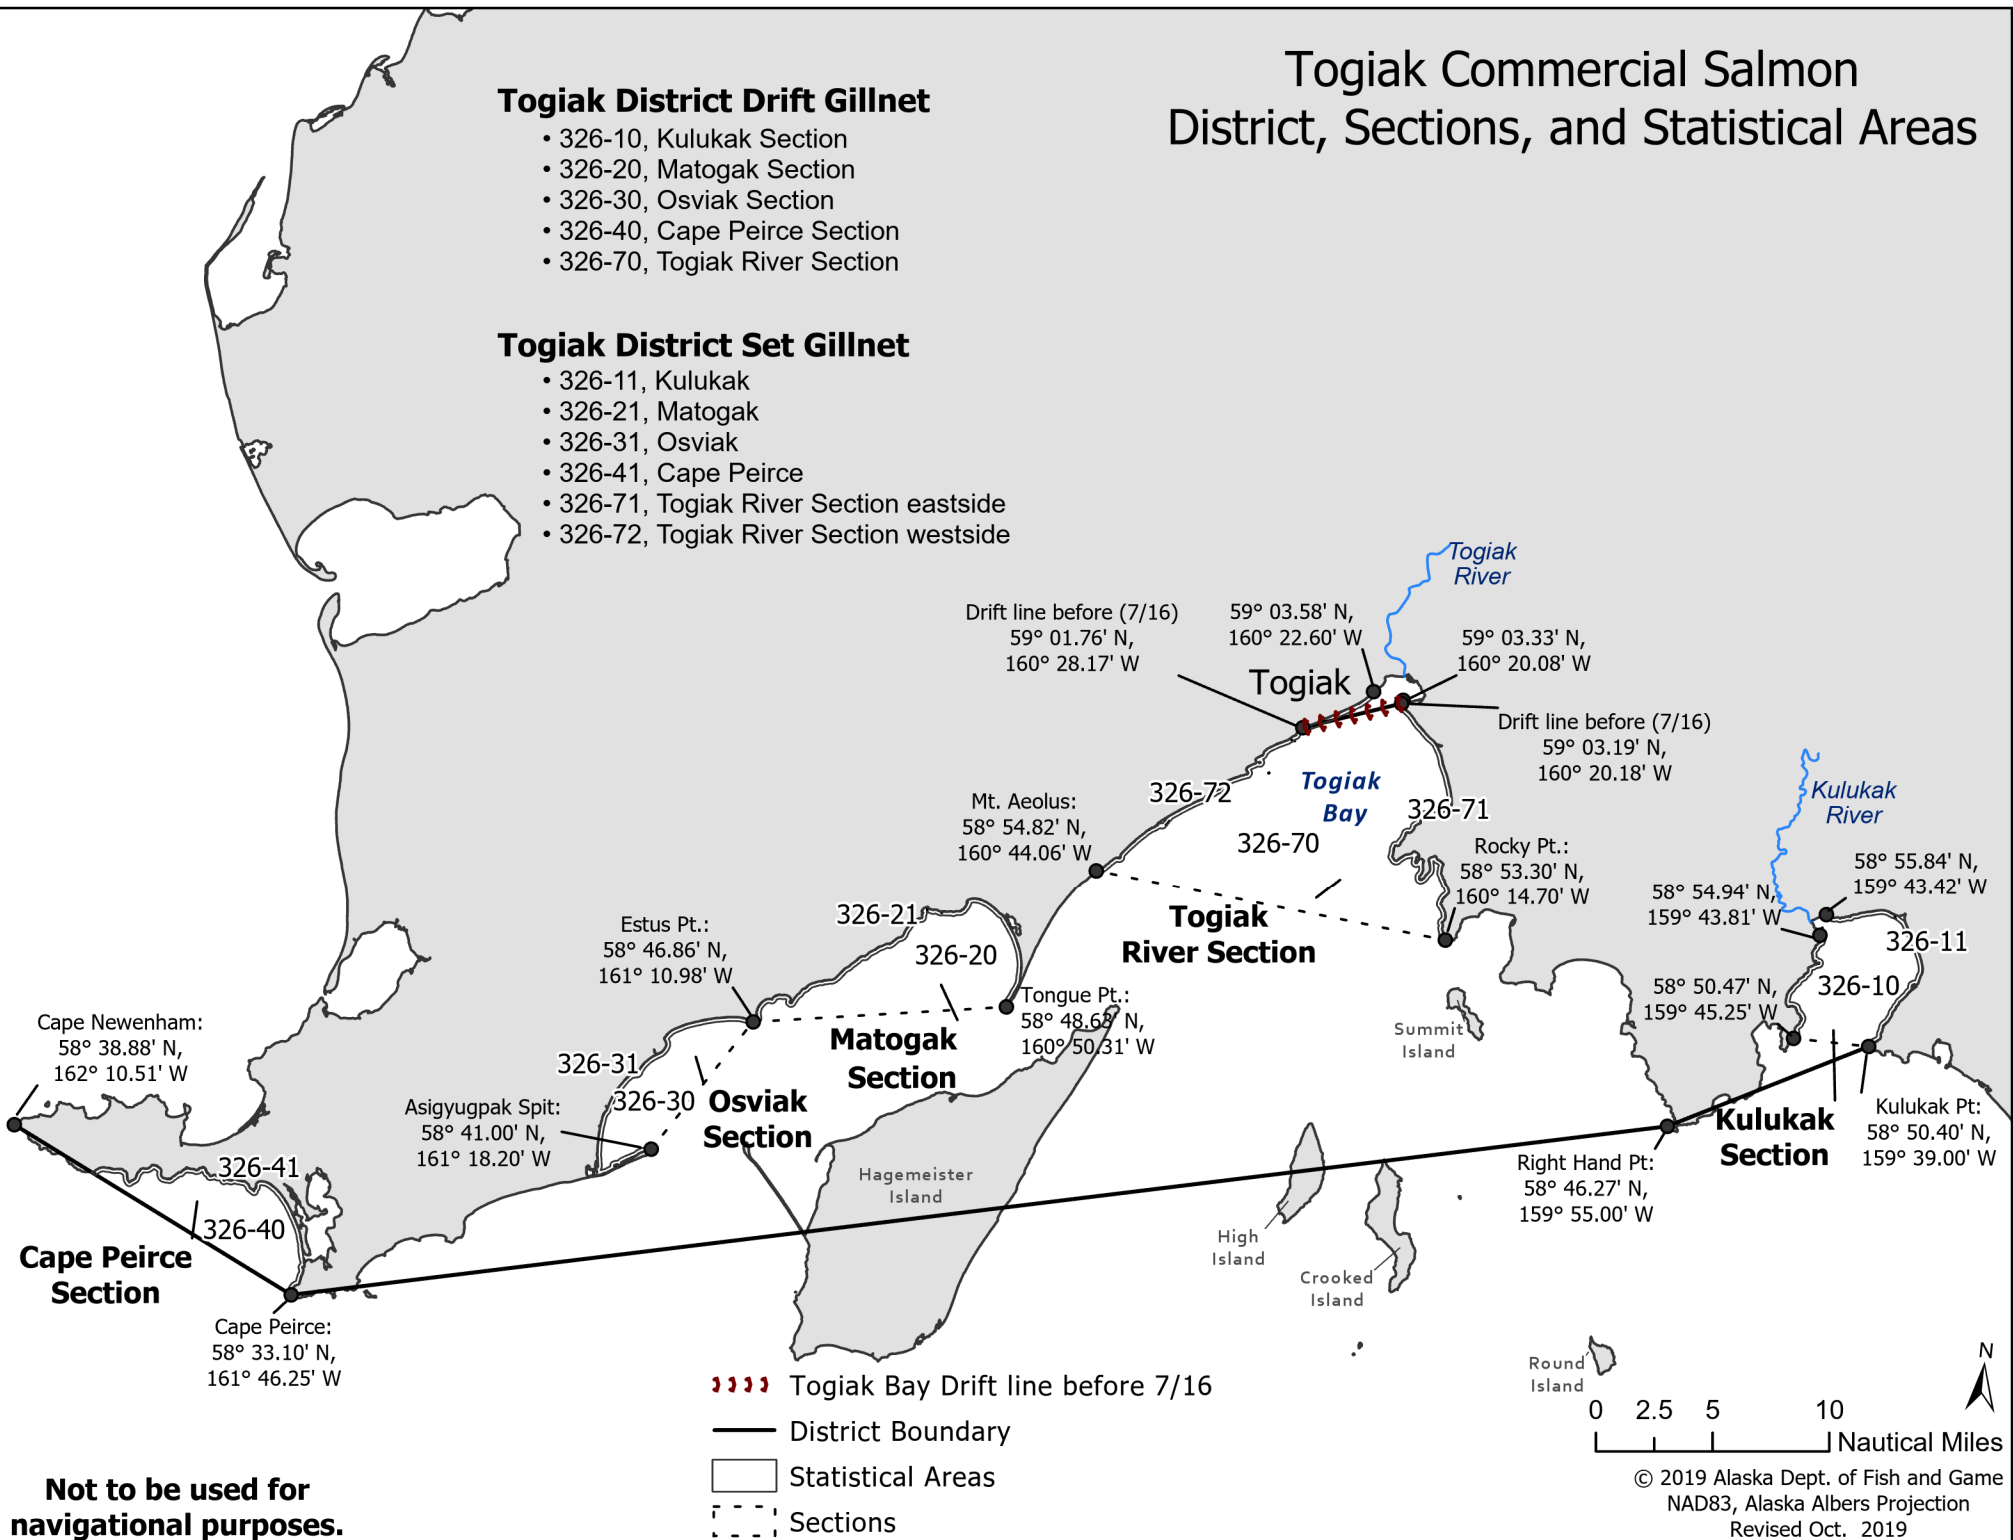 Togiak Commercial Salmon
District, Sections, and Statistical Areas
Togiak District Drift Gillnet
• 326-10, Kulukak Section
• 326-20, Matogak Section
• 326-30, Osviak Section
• 326-40, Cape Peirce Section
• 326-70, Togiak River Section
Togiak District Set Gillnet
• 326-11, Kulukak
• 326-21, Matogak
• 326-31, Osviak
• 326-41, Cape Peirce
• 326-71, Togiak River Section eastside
• 326-72, Togiak River Section westside
Togiak
River
Drift line before (7/16)
59° 01.76' N,
160° 28.17' W
59° 03.58' N,
160° 22.60' W
59° 03.33' N,
160° 20.08' W
Togiak
Drift line before (7/16)
59° 03.19' N,
160° 20.18' W
Togiak
Bay
326-72
326-71
326-70
Kulukak
River
Mt. Aeolus:
58° 54.82' N,
160° 44.06' W
Rocky Pt.:
58° 53.30' N,
160° 14.70' W
58° 55.84' N,
159° 43.42' W
58° 54.94' N,
159° 43.81' W
326-11
326-10
58° 50.47' N,
159° 45.25' W
Togiak
River Section
326-21
326-20
Estus Pt.:
58° 46.86' N,
161° 10.98' W
Tongue Pt.:
58° 48.63' N,
160° 50.31' W
Matogak
Section
Summit
Island
Cape Newenham:
58° 38.88' N,
162° 10.51' W
326-31
326-30
Osviak
Section
Asigyugpak Spit:
58° 41.00' N,
161° 18.20' W
Kulukak
Section
Kulukak Pt:
58° 50.40' N,
159° 39.00' W
Right Hand Pt:
58° 46.27' N,
159° 55.00' W
326-41
326-40
Hagemeister
Island
High
Island
Crooked
Island
Cape Peirce
Section
Cape Peirce:
58° 33.10' N,
161° 46.25' W
Round
Island
N
Togiak Bay Drift line before 7/16
District Boundary
Statistical Areas
Sections
0 2.5 5 10
Nautical Miles
© 2019 Alaska Dept. of Fish and Game
NAD83, Alaska Albers Projection
Revised Oct. 2019
Not to be used for
navigational purposes.